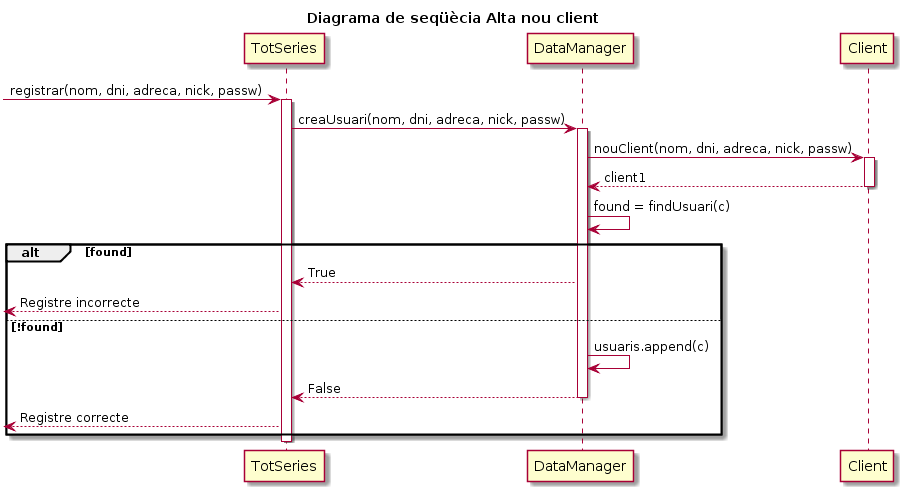 Diagrama de seqüècia Alta nou client
TotSeries
DataManager
Client
registrar(nom, dni, adreca, nick, passw)
creaUsuari(nom, dni, adreca, nick, passw)
nouClient(nom, dni, adreca, nick, passw)
client1
found = findUsuari(c)
alt [found]
True
Registre incorrecte
[!found]
usuaris.append(c)
False
Registre correcte
TotSeries
DataManager
Client